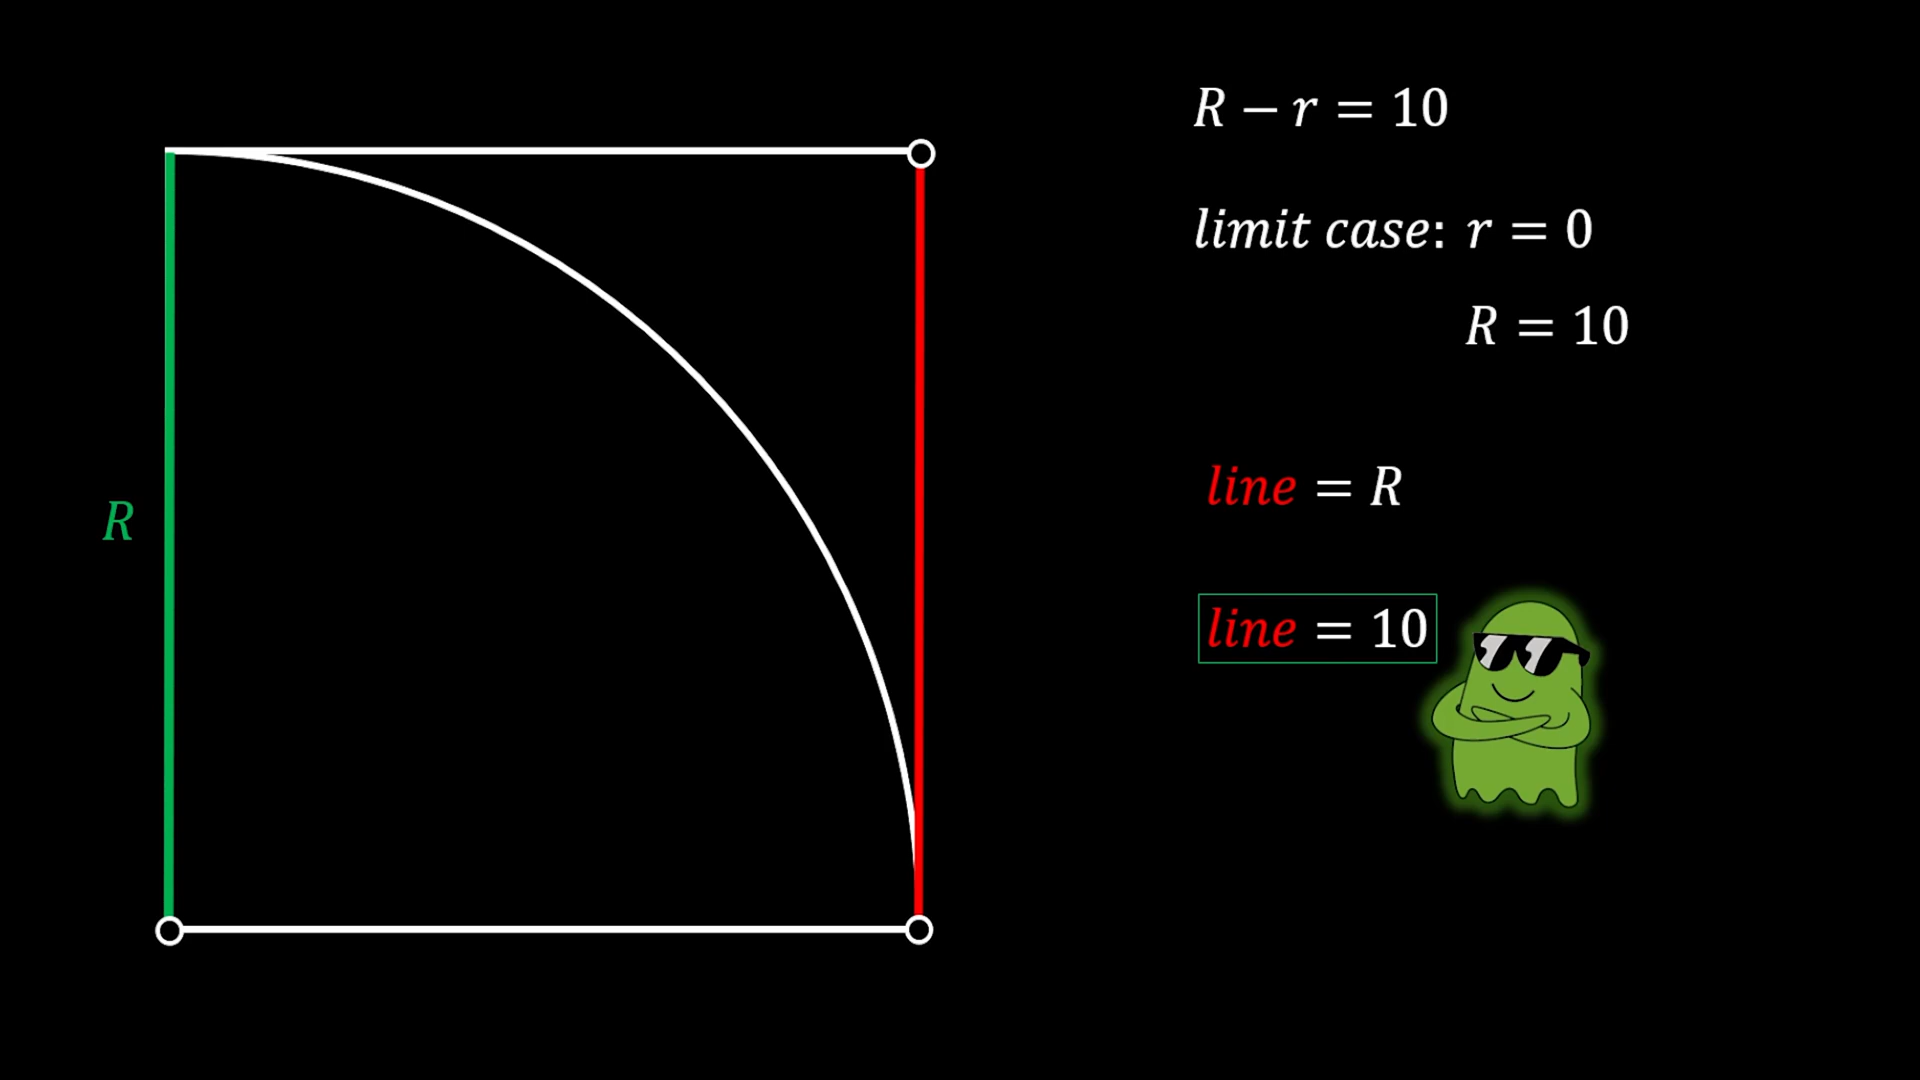 R − r = 10
limit case: r = 0
R = 10
line = R
R
line = 10